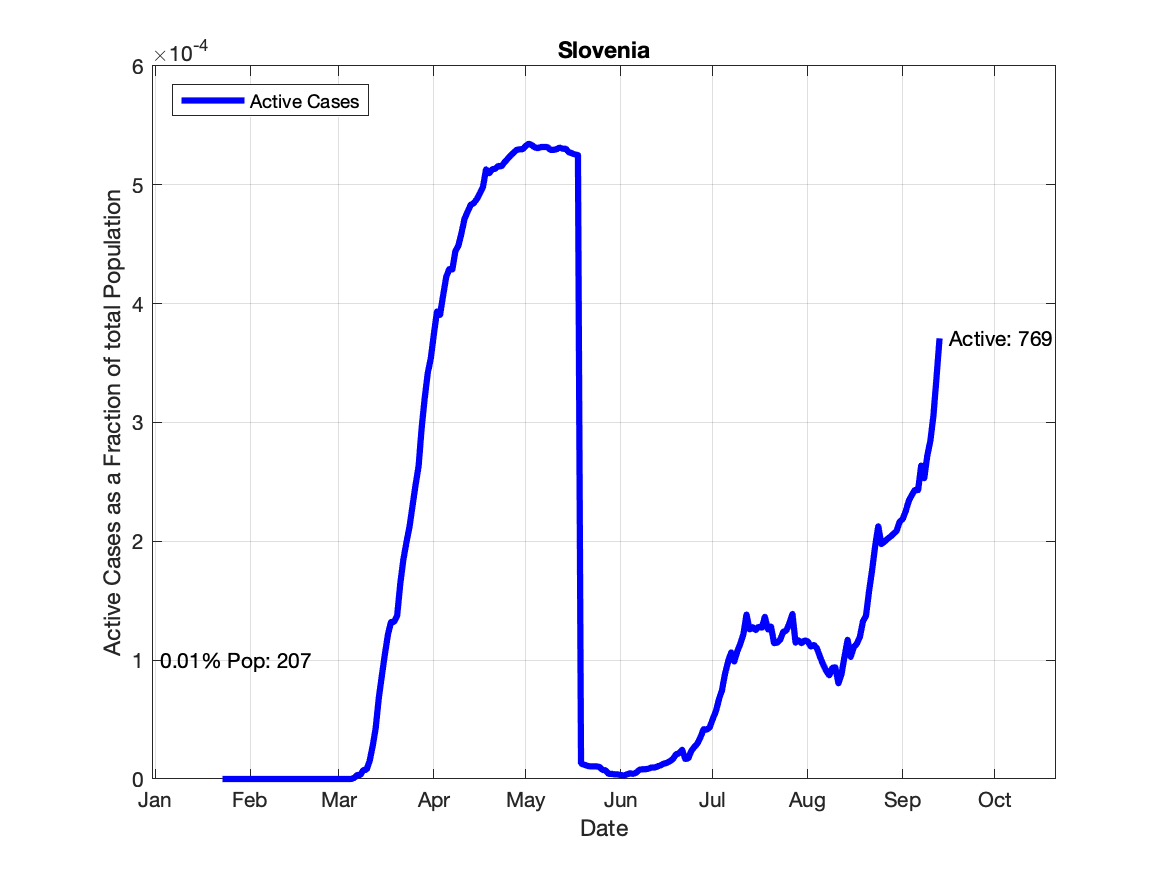 Slovenia
×10^-4
Active Cases
6
5
4
3
2
1
0
Active Cases as a Fraction of total Population
Active: 769
0.01% Pop: 207
Jan Feb Mar Apr May Jun Jul Aug Sep Oct
Date